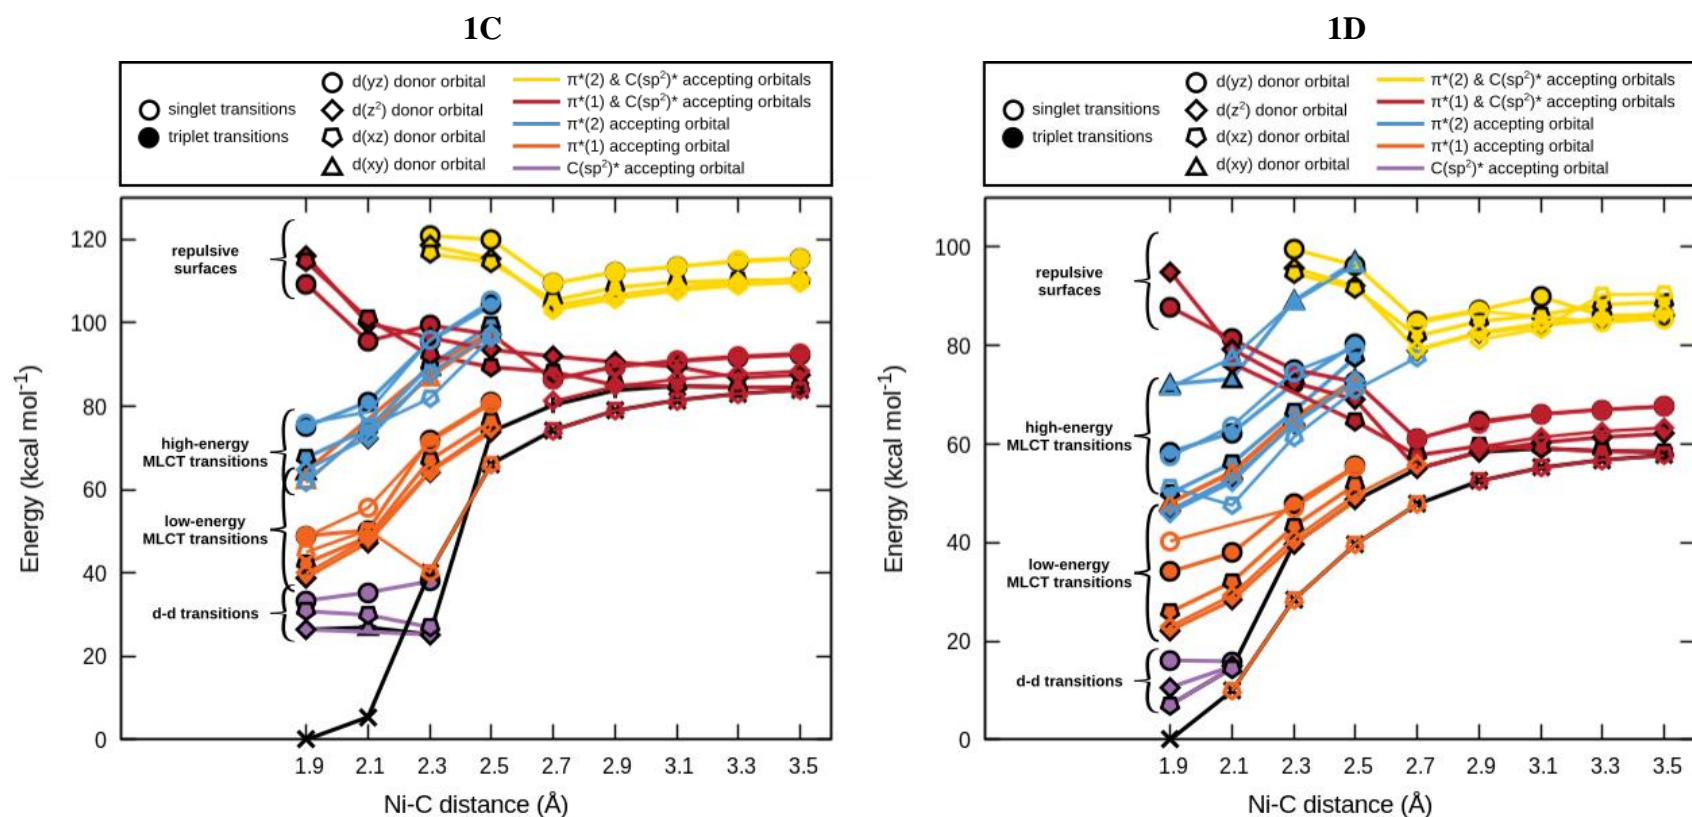 1C
singlet transitions
triplet transitions
d(yz) donor orbital
d(z²) donor orbital
d(xz) donor orbital
d(xy) donor orbital
π*(2) & C(sp²)* accepting orbitals
π*(1) & C(sp²)* accepting orbitals
π*(2) accepting orbital
π*(1) accepting orbital
C(sp²)* accepting orbital
Energy (kcal mol⁻¹)
120
100
80
60
40
20
0
repulsive
surfaces
high-energy
MLCT transitions
low-energy
MLCT transitions
d-d transitions
1.9 2.1 2.3 2.5 2.7 2.9 3.1 3.3 3.5
Ni-C distance (Å)
1D
singlet transitions
triplet transitions
d(yz) donor orbital
d(z²) donor orbital
d(xz) donor orbital
d(xy) donor orbital
π*(2) & C(sp²)* accepting orbitals
π*(1) & C(sp²)* accepting orbitals
π*(2) accepting orbital
π*(1) accepting orbital
C(sp²)* accepting orbital
Energy (kcal mol⁻¹)
100
80
60
40
20
0
repulsive
surfaces
high-energy
MLCT transitions
low-energy
MLCT transitions
d-d transitions
1.9 2.1 2.3 2.5 2.7 2.9 3.1 3.3 3.5
Ni-C distance (Å)